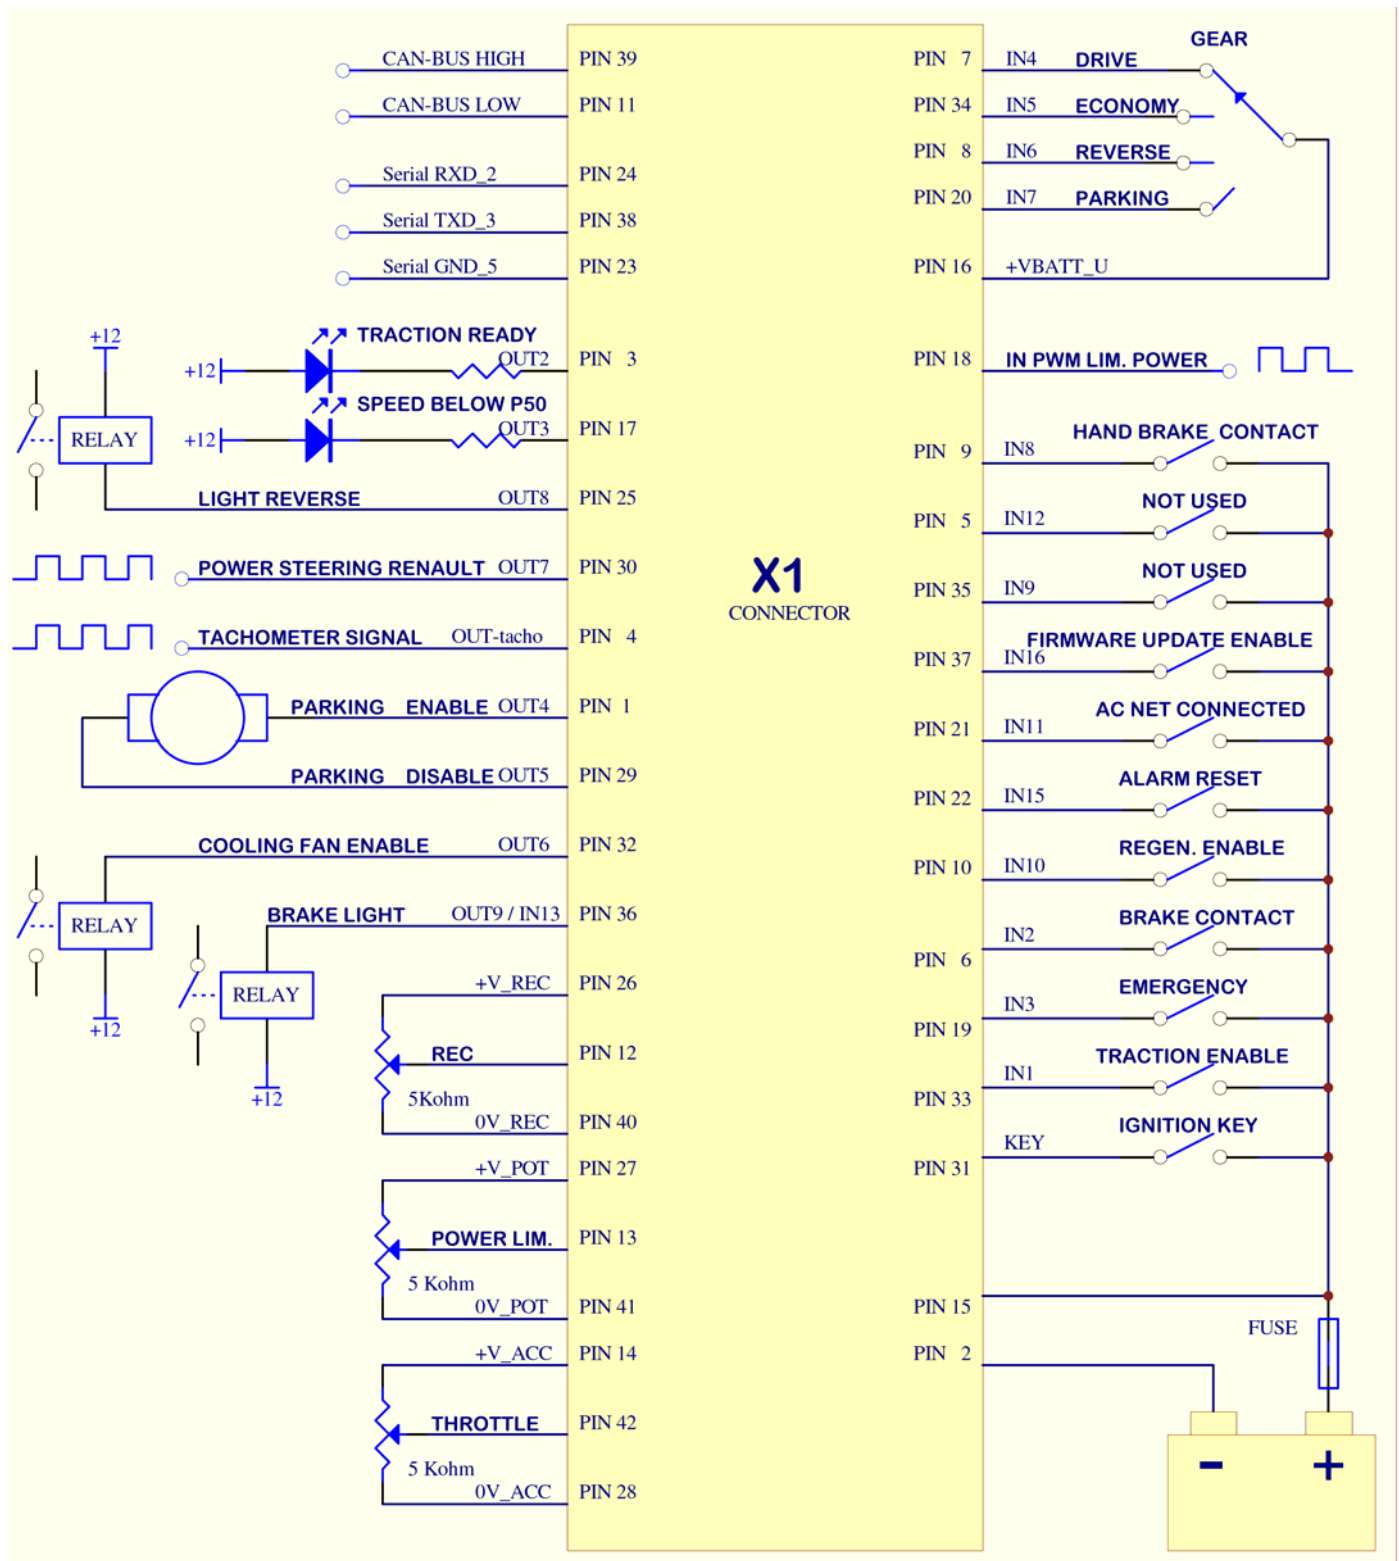 GEAR
CAN-BUS HIGH PIN 39 PIN 7 IN4 DRIVE
CAN-BUS LOW PIN 11 PIN 34 IN5 ECONOMY
PIN 8 IN6 REVERSE
Serial RXD_2 PIN 24
PIN 20 IN7 PARKING
Serial TXD_3 PIN 38
Serial GND_5 PIN 23 PIN 16 +VBATT_U
+12 TRACTION READY
+12 OUT2 PIN 3 PIN 18 IN PWM LIM. POWER
SPEED BELOW P50
RELAY +12 OUT3 PIN 17 HAND BRAKE CONTACT
PIN 9 IN8
LIGHT REVERSE OUT8 PIN 25 NOT USED
PIN 5 IN12
POWER STEERING RENAULT OUT7 PIN 30 X1 NOT USED
PIN 35 IN9
CONNECTOR
TACHOMETER SIGNAL OUT-tacho PIN 4 FIRMWARE UPDATE ENABLE
PIN 37 IN16
PARKING ENABLE OUT4 PIN 1 AC NET CONNECTED
PIN 21 IN11
PARKING DISABLE OUT5 PIN 29 ALARM RESET
PIN 22 IN15
COOLING FAN ENABLE OUT6 PIN 32 REGEN. ENABLE
PIN 10 IN10
BRAKE LIGHT OUT9 / IN13 PIN 36 BRAKE CONTACT
RELAY IN2
PIN 6
+V_REC PIN 26 EMERGENCY
RELAY IN3
+12 PIN 19
REC PIN 12 TRACTION ENABLE
IN1
+12 5Kohm PIN 33
0V_REC PIN 40 IGNITION KEY
KEY
+V_POT PIN 27 PIN 31
POWER LIM. PIN 13
5 Kohm
0V_POT PIN 41 PIN 15
FUSE
+V_ACC PIN 14 PIN 2
THROTTLE PIN 42
5 Kohm - +
0V_ACC PIN 28